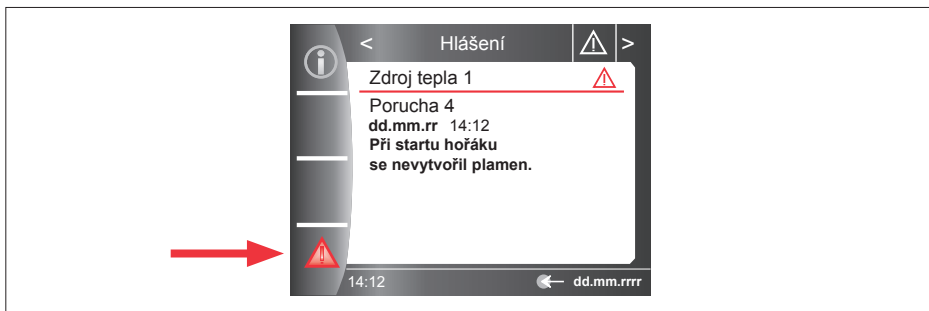 < Hlášení >
Zdroj tepla 1
Porucha 4
dd.mm.rr 14:12
Při startu hořáku
se nevytvořil plamen.
14:12 dd.mm.rrrr